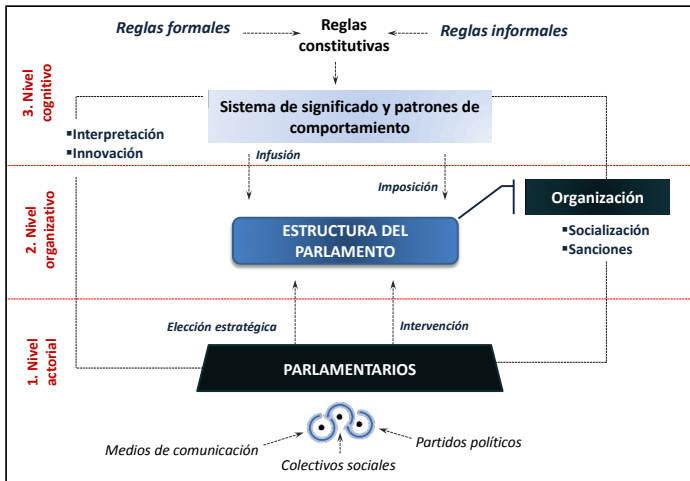 Reglas formales
Reglas
constitutivas
Reglas informales
3. Nivel
cognitivo
Sistema de significado y patrones de
comportamiento
▪Interpretación
▪Innovación
Infusión
Imposición
2. Nivel
organizativo
ESTRUCTURA DEL
PARLAMENTO
Organización
▪Socialización
▪Sanciones
1. Nivel
actorial
Elección estratégica
Intervención
PARLAMENTARIOS
Medios de comunicación
Colectivos sociales
Partidos políticos